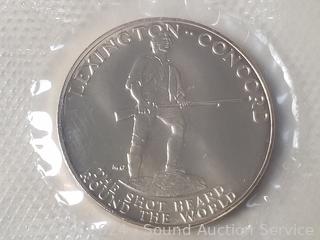 LEXINGTON·CONCORD
THE SHOT HEARD
ROUND THE WORLD
Sound Auction Service